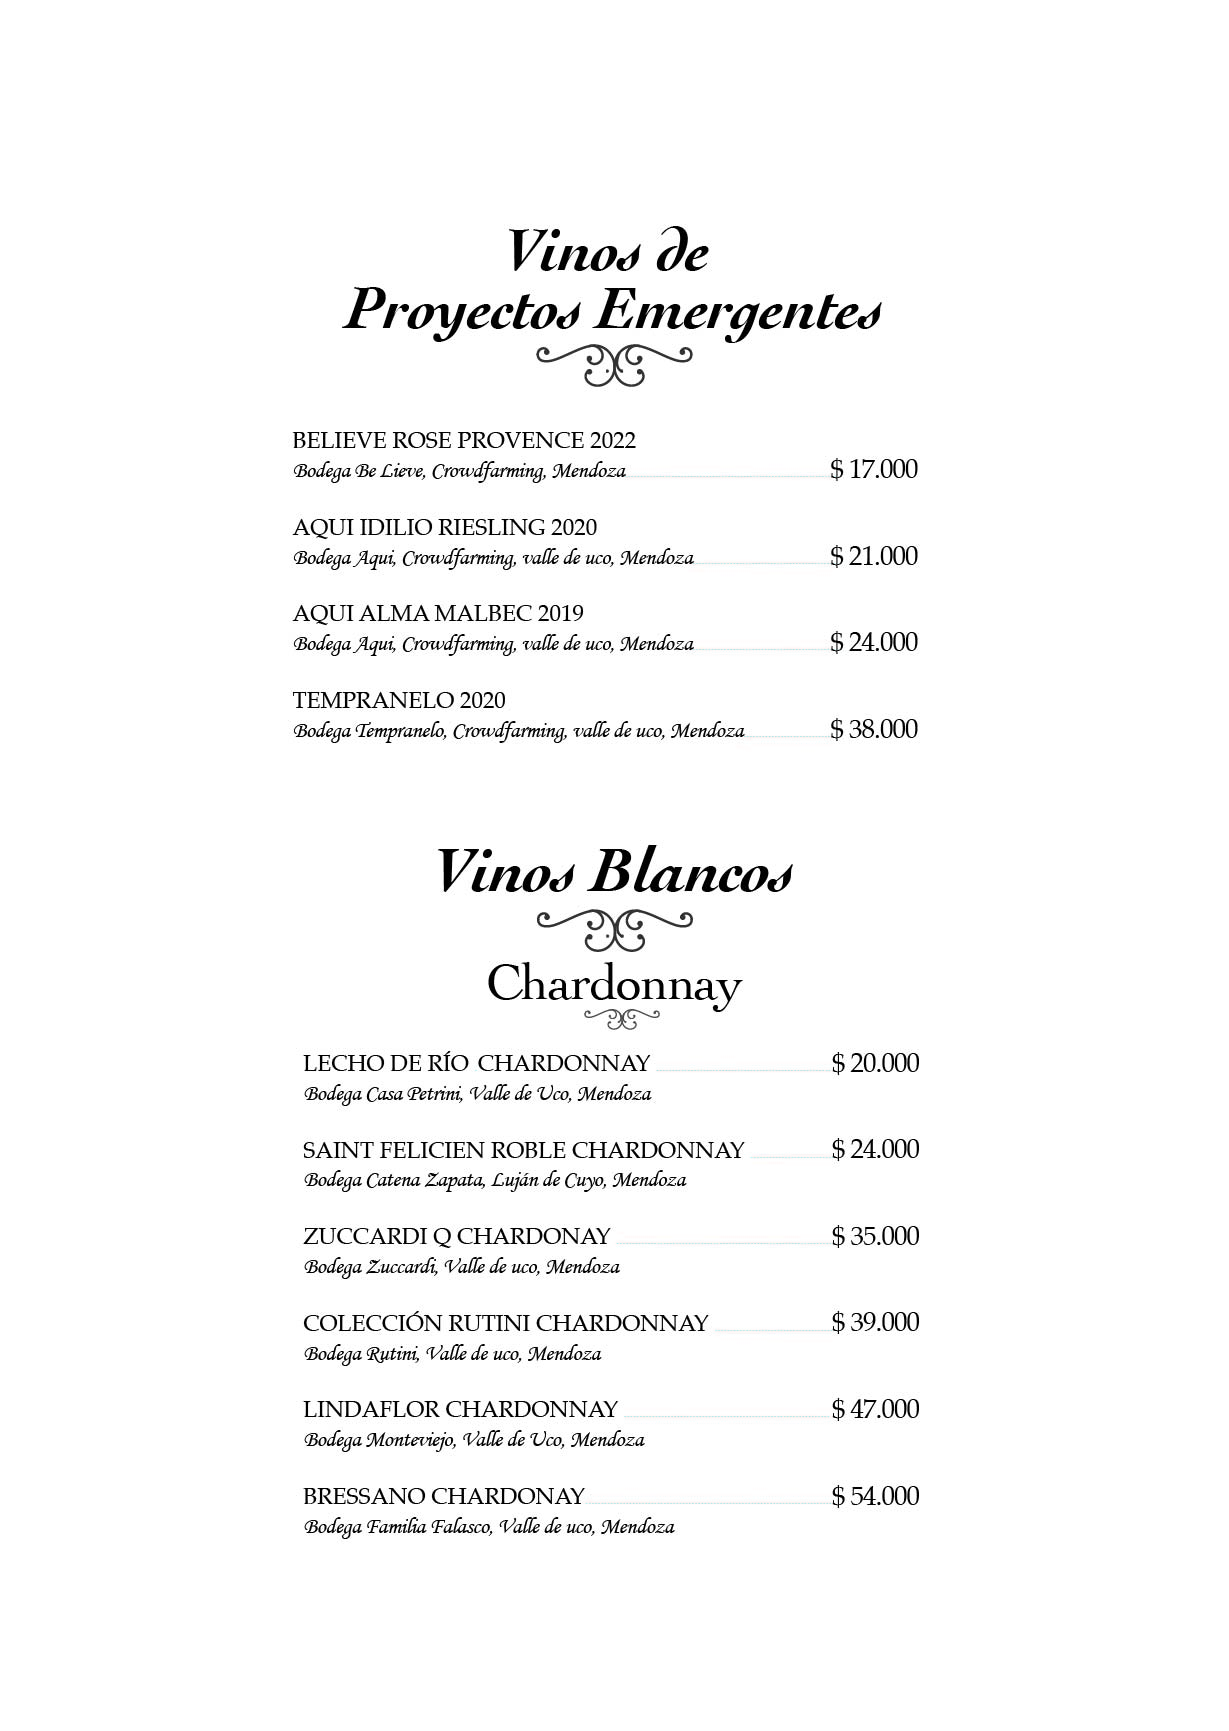 Vinos de
Proyectos Emergentes
BELIEVE ROSE PROVENCE 2022
Bodega Be Lieve, Crowdfarming, Mendoza $ 17.000
AQUI IDILIO RIESLING 2020
Bodega Aqui, Crowdfarming, valle de uco, Mendoza $ 21.000
AQUI ALMA MALBEC 2019
Bodega Aqui, Crowdfarming, valle de uco, Mendoza $ 24.000
TEMPRANELO 2020
Bodega Tempranelo, Crowdfarming, valle de uco, Mendoza $ 38.000
Vinos Blancos
Chardonnay
LECHO DE RÍO CHARDONNAY $ 20.000
Bodega Casa Petrini, Valle de Uco, Mendoza
SAINT FELICIEN ROBLE CHARDONNAY $ 24.000
Bodega Catena Zapata, Luján de Cuyo, Mendoza
ZUCCARDI Q CHARDONAY $ 35.000
Bodega Zuccardi, Valle de uco, Mendoza
COLECCIÓN RUTINI CHARDONNAY $ 39.000
Bodega Rutini, Valle de uco, Mendoza
LINDAFLOR CHARDONNAY $ 47.000
Bodega Monteviejo, Valle de Uco, Mendoza
BRESSANO CHARDONAY $ 54.000
Bodega Familia Falasco, Valle de uco, Mendoza